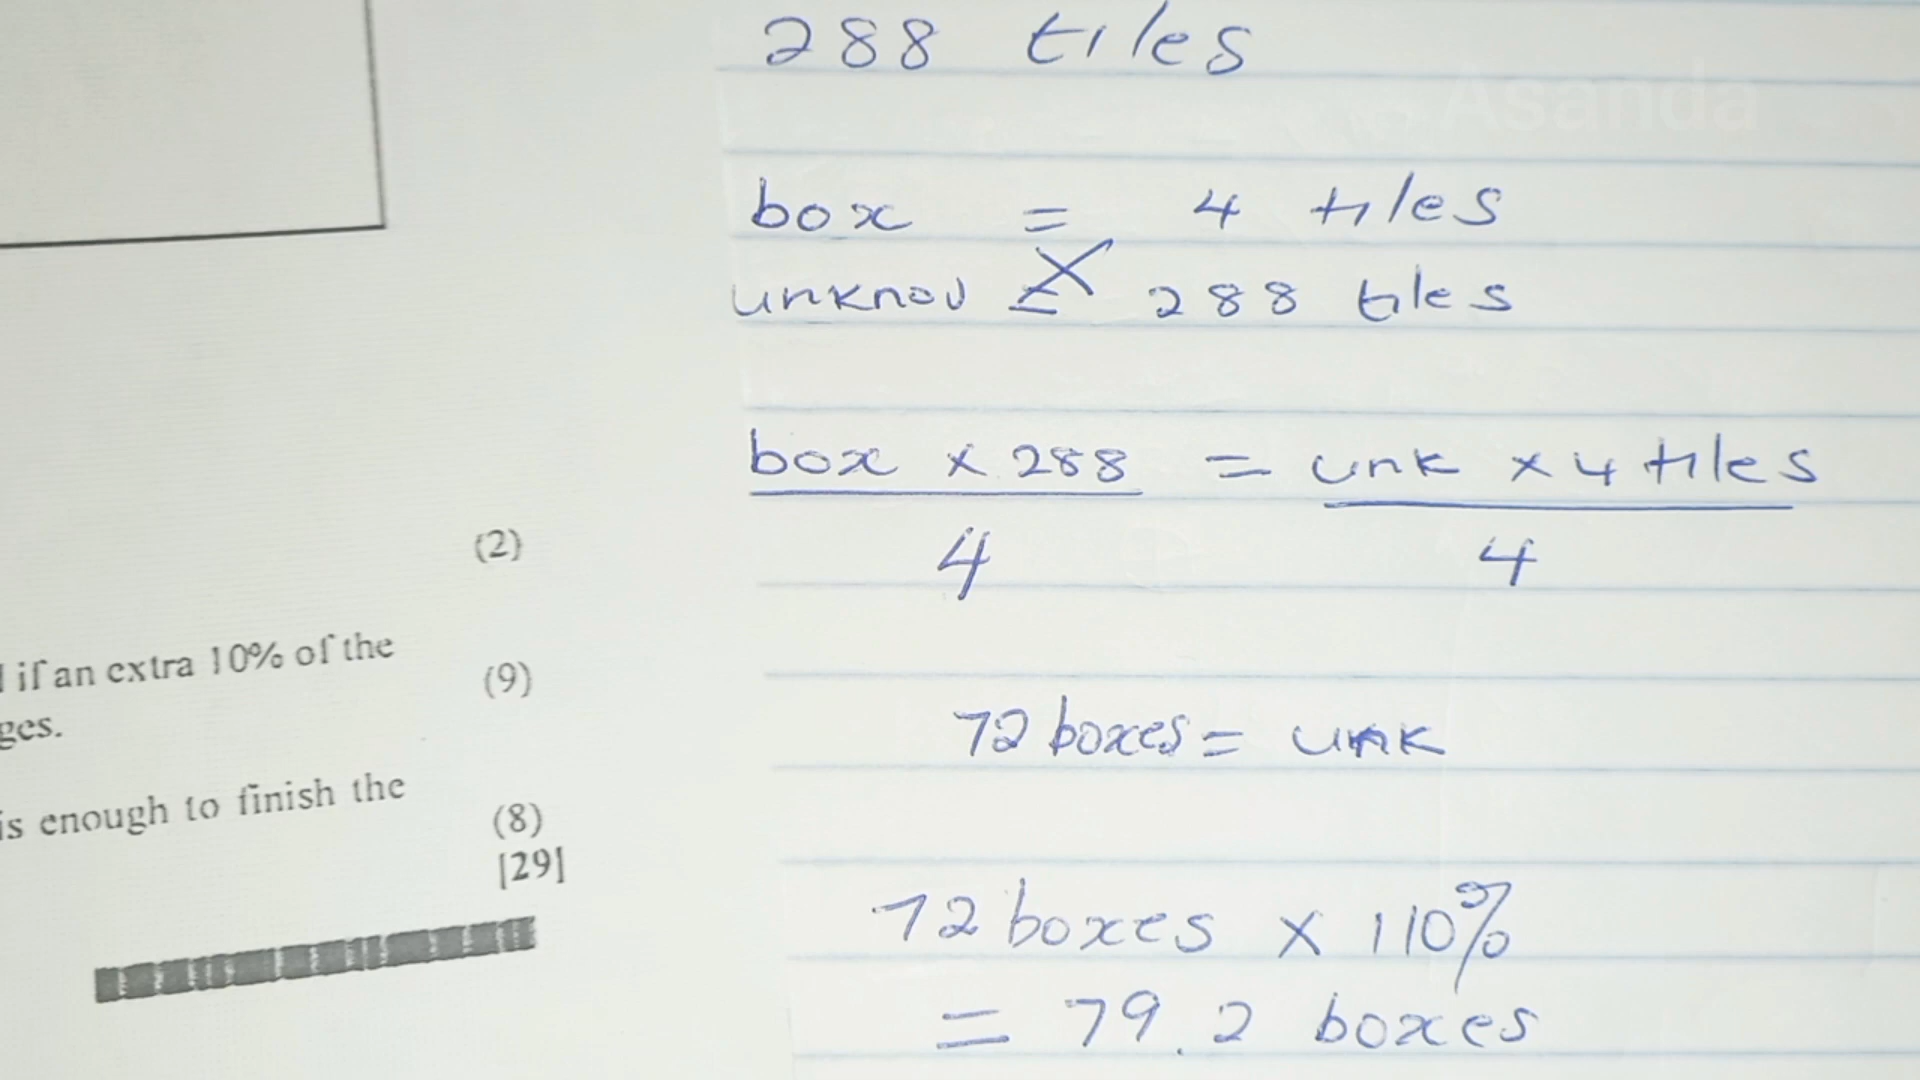 288 tiles
Asanda
box = 4 tiles
unknow = 288 tiles
box × 288 = unk × 4 tiles
4 4
72 boxes = unk
72 boxes × 110%
= 79.2 boxes
(2)
if an extra 10% of the
(9)
ges.
is enough to finish the
(8)
[29]